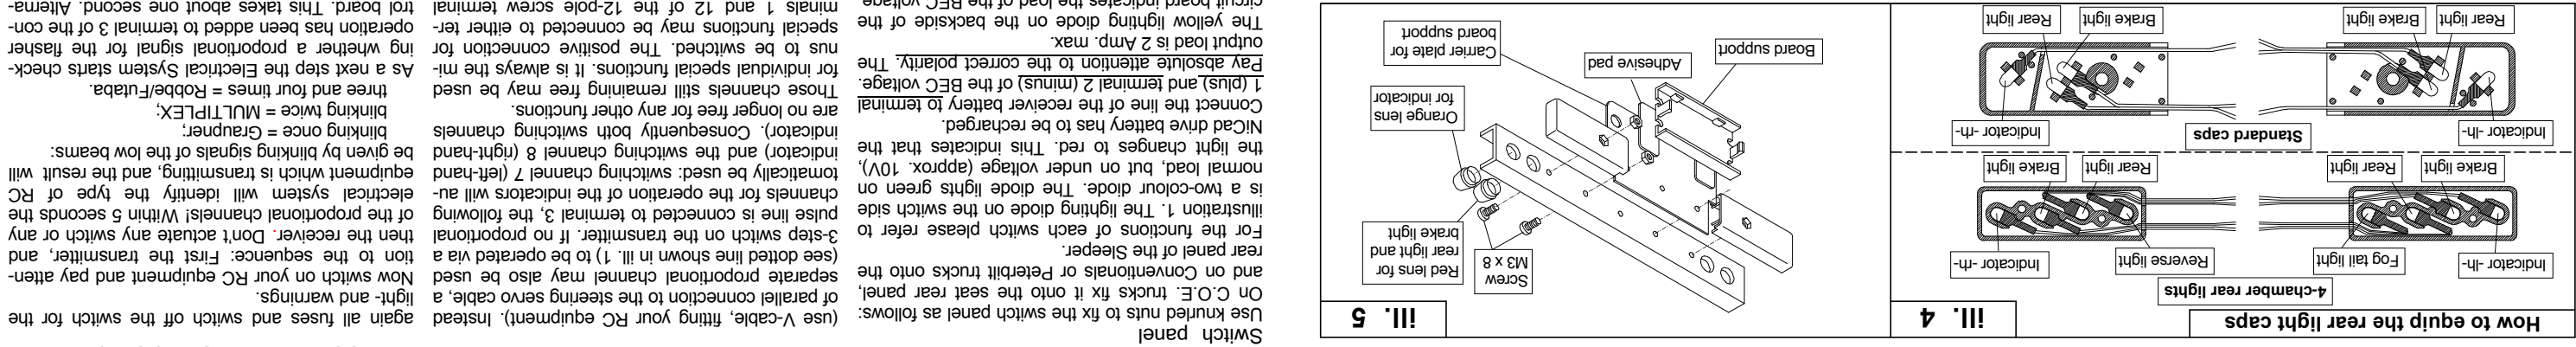 How to equip the rear light caps
ill. 4
4-chamber rear lights
Indicator -lh-
Fog tail light
Reverse light
Indicator -rh-
Brake light
Rear light
Rear light
Brake light
Standard caps
Indicator -lh-
Indicator -rh-
Rear light
Brake light
Brake light
Rear light
ill. 5
Screw
M3 x 8
Red lens for
rear light and
brake light
Orange lens
for indicator
Board support
Adhesive pad
Carrier plate for
board support
Switch panel
Use knurled nuts to fix the switch panel as follows:
On C.O.E. trucks fix it onto the seat rear panel,
and on Conventionals or Peterbilt trucks onto the
rear panel of the Sleeper.
For the functions of each switch please refer to
illustration 1. The lighting diode on the switch side
is a two-colour diode. The diode lights green on
normal load, but on under voltage (approx. 10V),
the light changes to red. This indicates that the
NiCad drive battery has to be recharged.
Connect the line of the receiver battery to terminal
1 (plus) and terminal 2 (minus) of the BEC voltage.
Pay absolute attention to the correct polarity. The
output load is 2 Amp. max.
The yellow lighting diode on the backside of the
circuit board indicates the load of the BEC voltage.
(use V-cable, fitting your RC equipment). Instead
of parallel connection to the steering servo cable, a
separate proportional channel may also be used
(see dotted line shown in ill. 1) to be operated via a
3-step switch on the transmitter. If no proportional
pulse line is connected to terminal 3, the following
channels for the operation of the indicators will au-
tomatically be used: switching channel 7 (left-hand
indicator) and the switching channel 8 (right-hand
indicator). Consequently both switching channels
are no longer free for any other functions.
Those channels still remaining free may be used
for individual special functions. It is always the mi-
nus to be switched. The positive connection for
special functions may be connected to either ter-
minals 1 and 12 of the 12-pole screw terminal
again all fuses and switch off the switch for the
light- and warnings.
Now switch on your RC equipment and pay atten-
tion to the sequence: First the transmitter, and
then the receiver. Don't actuate any switch or any
of the proportional channels! Within 5 seconds the
electrical system will identify the type of RC
equipment which is transmitting, and the result will
be given by blinking signals of the low beams:
blinking once = Graupner;
blinking twice = MULTIPLEX;
three and four times = Robbe/Futaba.
As a next step the Electrical System starts check-
ing whether a proportional signal for the flasher
operation has been added to terminal 3 of the con-
trol board. This takes about one second. Alterna-